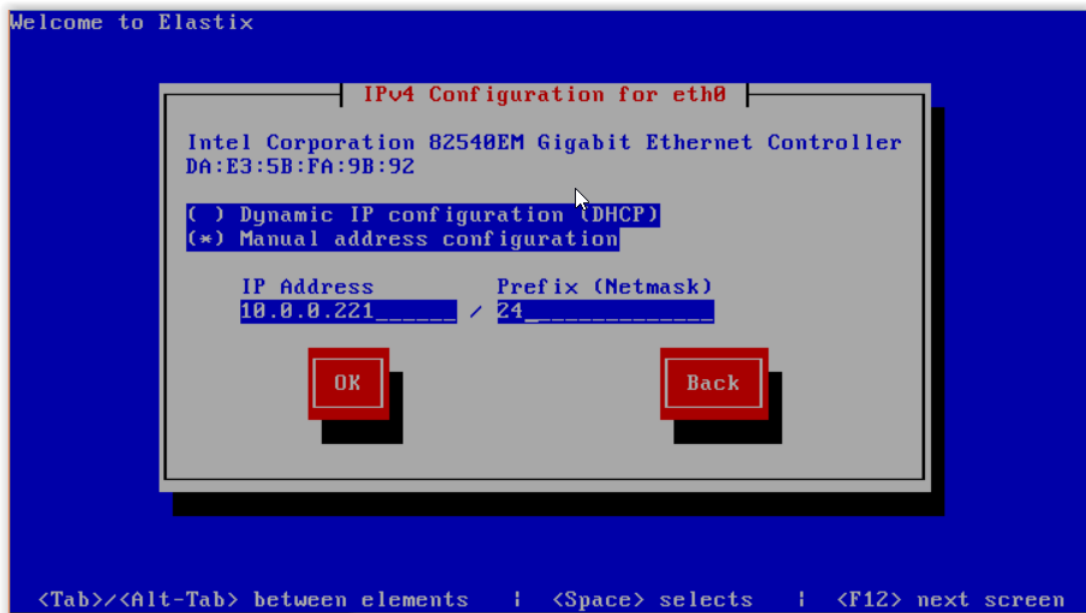 Welcome to Elastix
IPv4 Configuration for eth0
Intel Corporation 82540EM Gigabit Ethernet Controller
DA:E3:5B:FA:9B:92
( ) Dynamic IP configuration (DHCP)
(*) Manual address configuration
IP Address Prefix (Netmask)
10.0.0.221______ / 24______________
OK Back
<Tab>/<Alt-Tab> between elements | <Space> selects | <F12> next screen